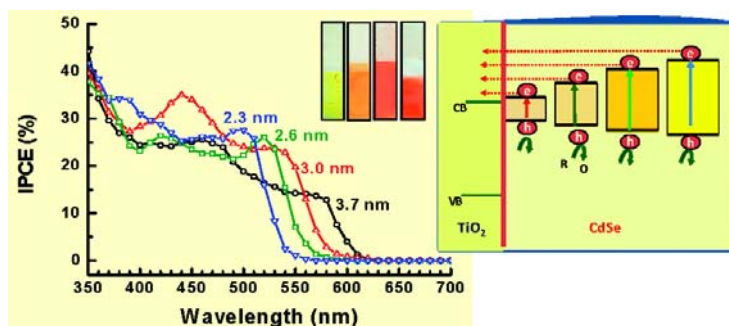 50
40
30
20
10
0
IPCE (%)
2.3 nm
2.6 nm
3.0 nm
3.7 nm
350 400 450 500 550 600 650 700
Wavelength (nm)
CB
VB
TiO₂
e
h
e
h
e
h
e
h
R O
CdSe